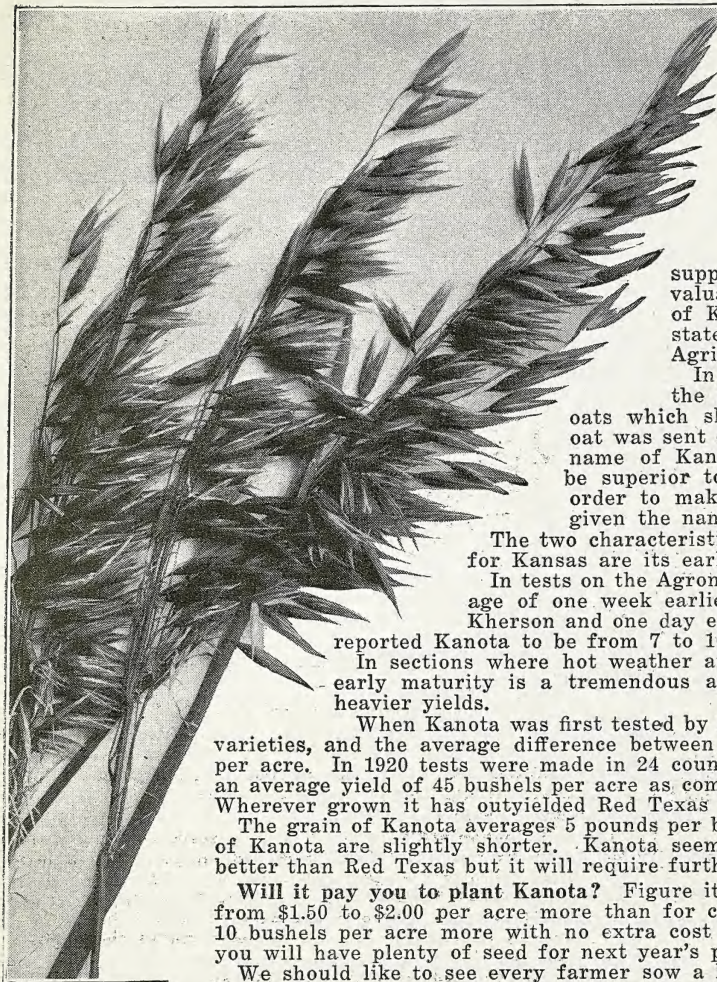 supp
valua
of K
state
Agri
In
the
oats which sh
oat was sent
name of Kan
be superior to
order to mak
given the nam
The two characteristi
for Kansas are its earl
In tests on the Agron
age of one week earlie
Kherson and one day e
reported Kanota to be from 7 to 1
In sections where hot weather a
early maturity is a tremendous a
heavier yields.
When Kanota was first tested by
varieties, and the average difference between
per acre. In 1920 tests were made in 24 coun
an average yield of 45 bushels per acre as com
Wherever grown it has outyielded Red Texas
The grain of Kanota averages 5 pounds per b
of Kanota are slightly shorter. Kanota seem
better than Red Texas but it will require furth
Will it pay you to plant Kanota? Figure it
from $1.50 to $2.00 per acre more than for c
10 bushels per acre more with no extra cost
you will have plenty of seed for next year's p
We should like to see every farmer sow a